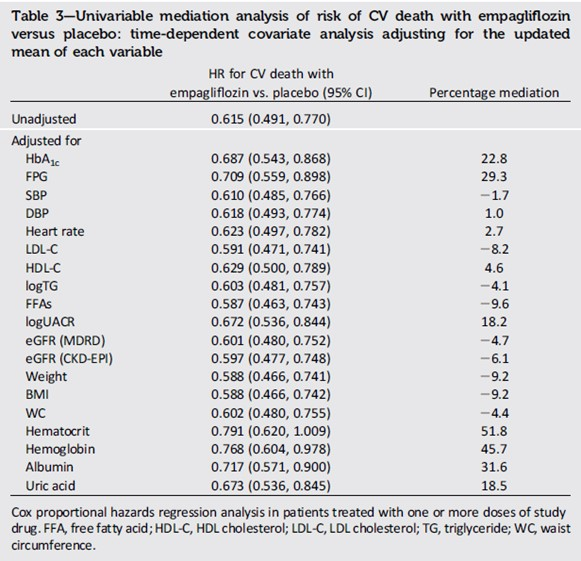 Table 3—Univariable mediation analysis of risk of CV death with empagliflozin
versus placebo: time-dependent covariate analysis adjusting for the updated
mean of each variable
HR for CV death with
empagliflozin vs. placebo (95% CI) Percentage mediation
Unadjusted 0.615 (0.491, 0.770)
Adjusted for
HbA1c 0.687 (0.543, 0.868) 22.8
FPG 0.709 (0.559, 0.898) 29.3
SBP 0.610 (0.485, 0.766) −1.7
DBP 0.618 (0.493, 0.774) 1.0
Heart rate 0.623 (0.497, 0.782) 2.7
LDL-C 0.591 (0.471, 0.741) −8.2
HDL-C 0.629 (0.500, 0.789) 4.6
logTG 0.603 (0.481, 0.757) −4.1
FFAs 0.587 (0.463, 0.743) −9.6
logUACR 0.672 (0.536, 0.844) 18.2
eGFR (MDRD) 0.601 (0.480, 0.752) −4.7
eGFR (CKD-EPI) 0.597 (0.477, 0.748) −6.1
Weight 0.588 (0.466, 0.741) −9.2
BMI 0.588 (0.466, 0.742) −9.2
WC 0.602 (0.480, 0.755) −4.4
Hematocrit 0.791 (0.620, 1.009) 51.8
Hemoglobin 0.768 (0.604, 0.978) 45.7
Albumin 0.717 (0.571, 0.900) 31.6
Uric acid 0.673 (0.536, 0.845) 18.5
Cox proportional hazards regression analysis in patients treated with one or more doses of study
drug. FFA, free fatty acid; HDL-C, HDL cholesterol; LDL-C, LDL cholesterol; TG, triglyceride; WC, waist
circumference.